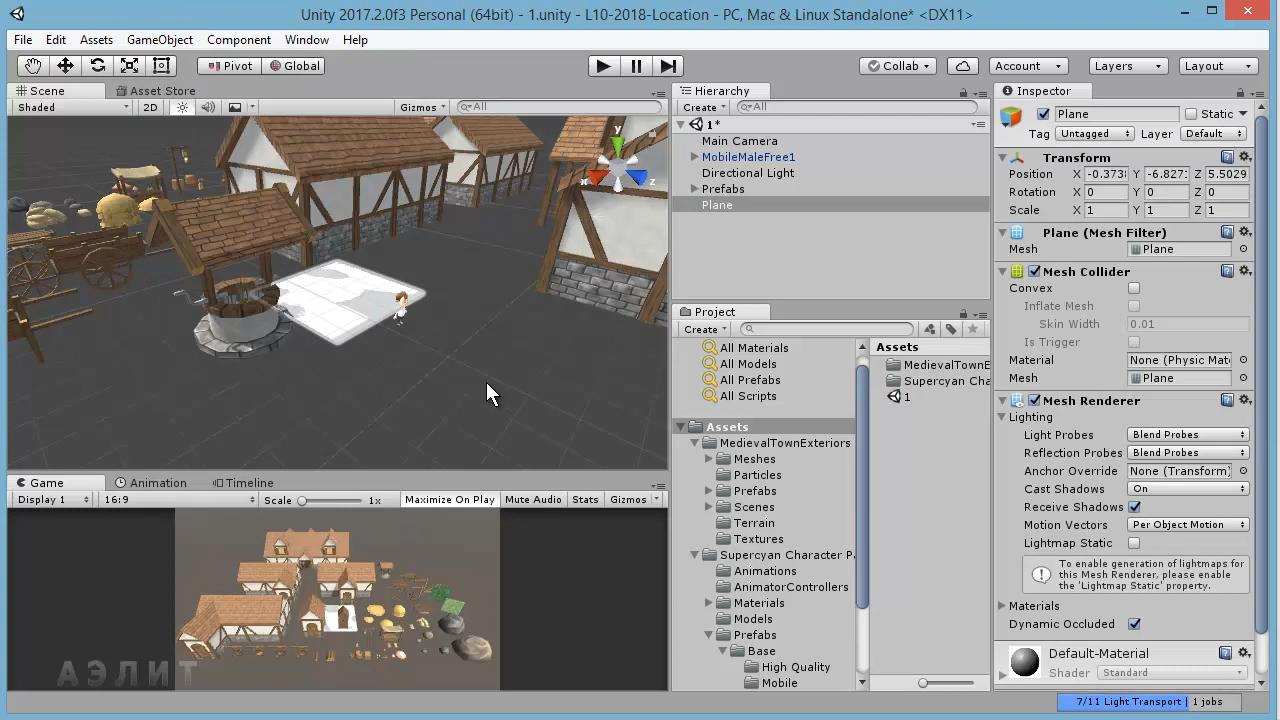 Unity 2017.2.0f3 Personal (64bit) - 1.unity - L10-2018-Location - PC, Mac & Linux Standalone* <DX11>
File Edit Assets GameObject Component Window Help
Pivot Global Collab Account Layers Layout
Scene Asset Store
Shaded 2D Gizmos All
y
x z
Hierarchy
Create All
1*
Main Camera
MobileMaleFree1
Directional Light
Prefabs
Plane
Project
Create
All Materials
All Models
All Prefabs
All Scripts
Assets
MedievalTownExteriors
Meshes
Particles
Prefabs
Scenes
Terrain
Textures
Supercyan Character P
Animations
AnimatorControllers
Materials
Models
Prefabs
Base
High Quality
Mobile
Assets
MedievalTownE
Supercyan Cha
1
Inspector
Plane Static
Tag Untagged Layer Default
Transform
Position X -0.373 Y -6.827 Z 5.5029
Rotation X 0 Y 0 Z 0
Scale X 1 Y 1 Z 1
Plane (Mesh Filter)
Mesh Plane
Mesh Collider
Convex
Inflate Mesh
Skin Width 0.01
Is Trigger
Material None (Physic Mat
Mesh Plane
Mesh Renderer
Lighting
Light Probes Blend Probes
Reflection Probes Blend Probes
Anchor Override None (Transform)
Cast Shadows On
Receive Shadows
Motion Vectors Per Object Motion
Lightmap Static
To enable generation of lightmaps for this Mesh Renderer, please enable the 'Lightmap Static' property.
Materials
Dynamic Occluded
Default-Material
Shader Standard
Game Animation Timeline
Display 1 16:9 Scale 1x Maximize On Play Mute Audio Stats Gizmos
АЭЛИТ
7/11 Light Transport | 1 jobs